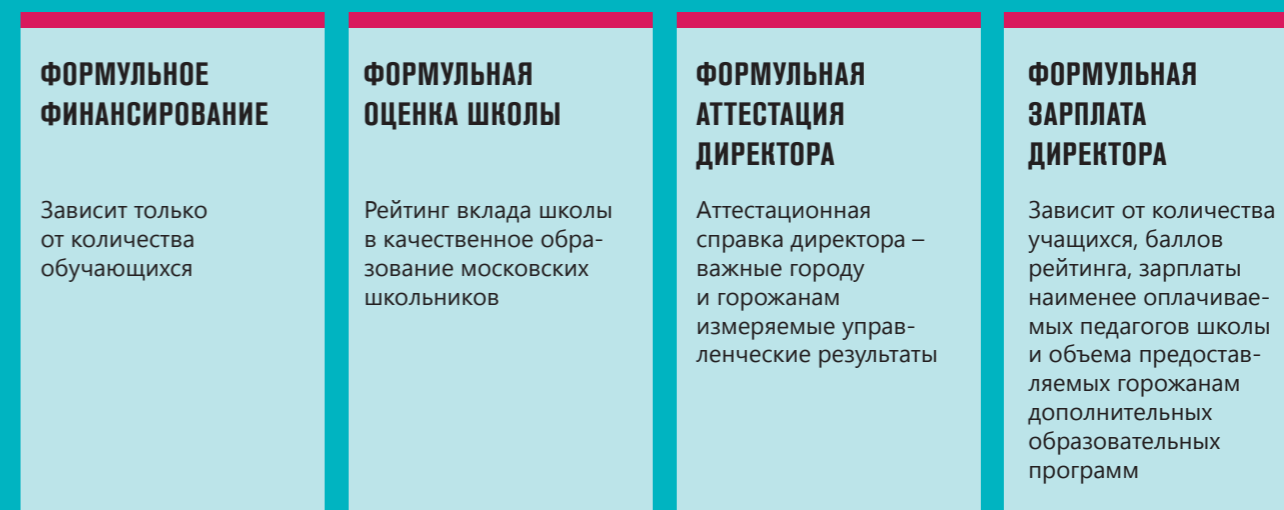 ФОРМУЛЬНОЕ
ФИНАНСИРОВАНИЕ
Зависит только
от количества
обучающихся
ФОРМУЛЬНАЯ
ОЦЕНКА ШКОЛЫ
Рейтинг вклада школы
в качественное обра-
зование московских
школьников
ФОРМУЛЬНАЯ
АТТЕСТАЦИЯ
ДИРЕКТОРА
Аттестационная
справка директора –
важные городу
и горожанам
измеряемые управ-
ленческие результаты
ФОРМУЛЬНАЯ
ЗАРПЛАТА
ДИРЕКТОРА
Зависит от количества
учащихся, баллов
рейтинга, зарплаты
наименее оплачивае-
мых педагогов школы
и объема предостав-
ляемых горожанам
дополнительных
образовательных
программ